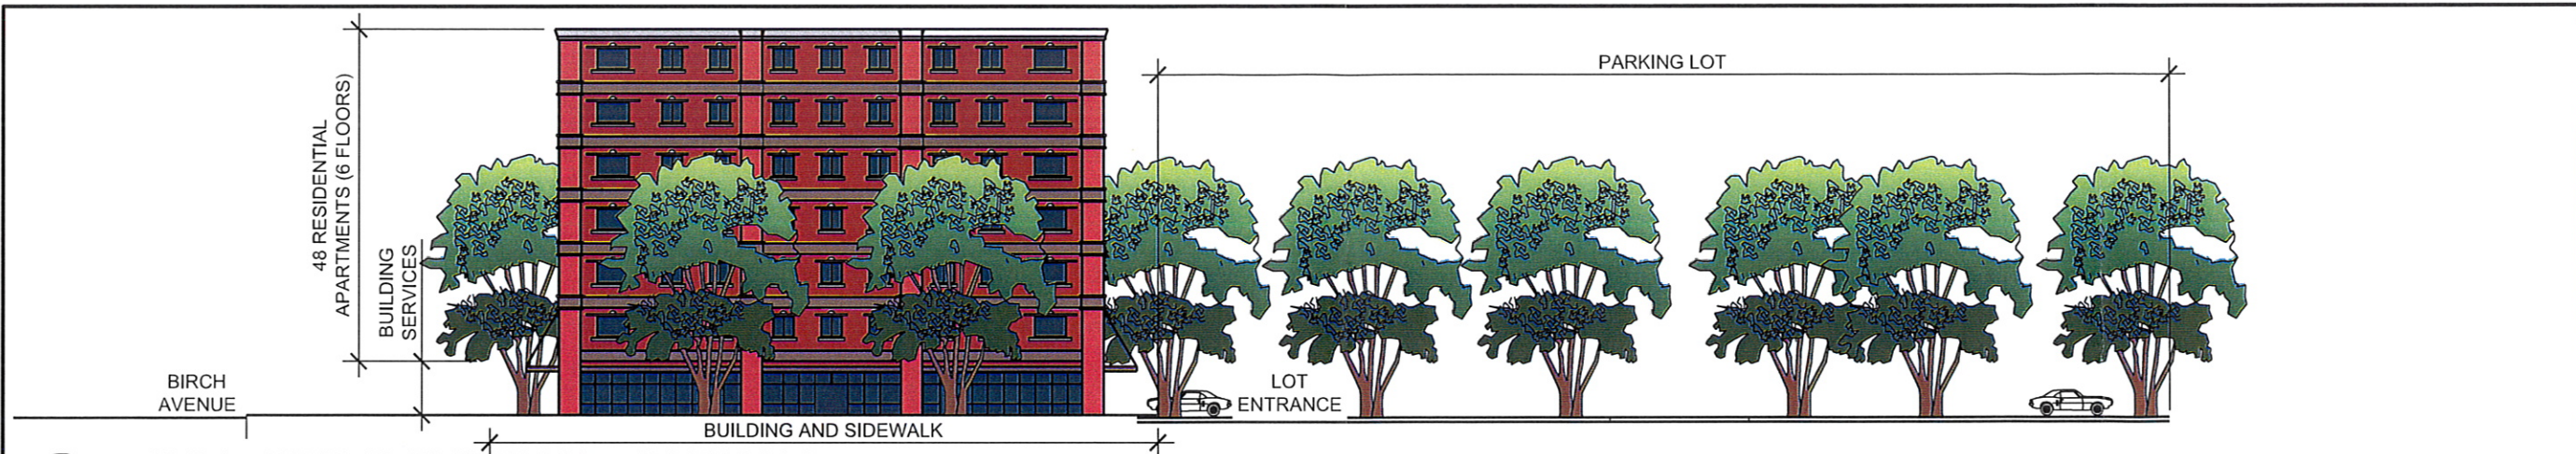 48 RESIDENTIAL
APARTMENTS (6 FLOORS)
BUILDING
SERVICES
PARKING LOT
BIRCH
AVENUE
LOT
ENTRANCE
BUILDING AND SIDEWALK